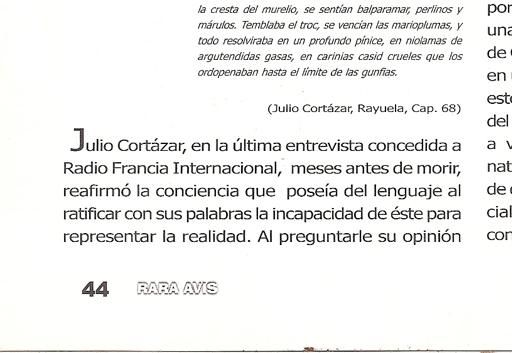 la cresta del murelio, se sentían balparamar, perlinos y
márulos. Temblaba el troc, se vencían las marioplumas, y
todo resolviraba en un profundo pínice, en niolamas de
argutendidas gasas, en carinias casid crueles que los
ordopenaban hasta el límite de las gunfias.
(Julio Cortázar, Rayuela, Cap. 68)
Julio Cortázar, en la última entrevista concedida a
Radio Francia Internacional, meses antes de morir,
reafirmó la conciencia que poseía del lenguaje al
ratificar con sus palabras la incapacidad de éste para
representar la realidad. Al preguntarle su opinión
44 RARA AVIS
por
una
de
en
est
del
a v
nat
de
cial
con